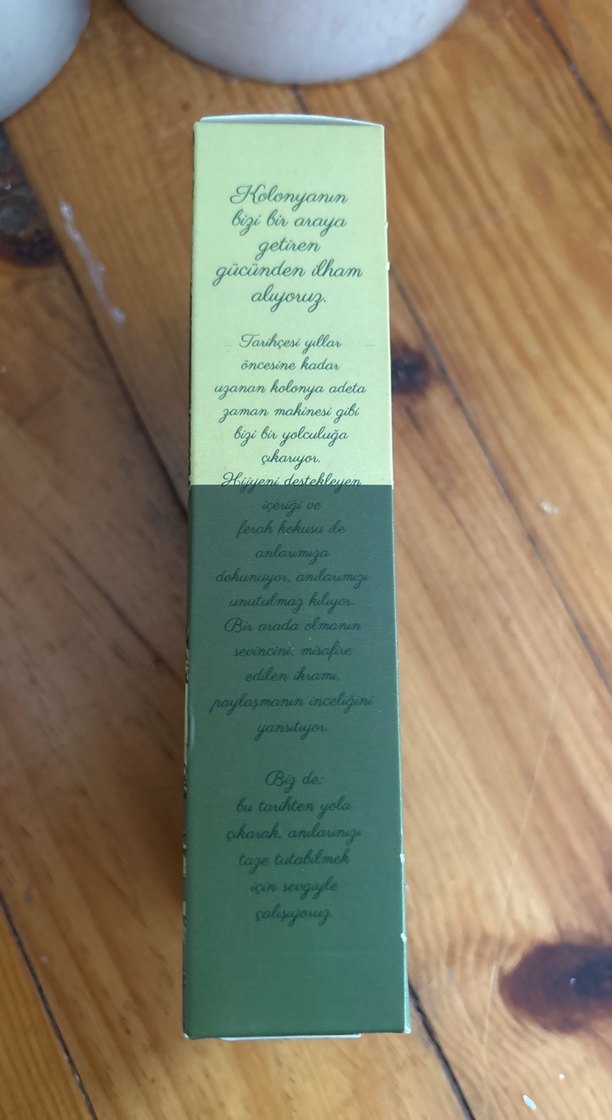 Kolonyanın
bizi bir araya
getiren
gücünden ilham
alıyoruz.
Tarihçesi yıllar
öncesine kadar
uzanan kolonya adeta
zaman makinesi gibi
bizi bir yolculuğa
çıkarıyor.
Hijyeni destekleyen
içeriği ve
ferah kokusu ile
anlarımıza
dokunuyor, anılarımızı
unutulmaz kılıyor.
Bir arada olmanın
sevincini, misafire
edilen ikramı,
paylaşmanın inceliğini
yansıtıyor.
Biz de;
bu tarihten yola
çıkarak, anılarınızı
taze tutabilmek
için sevgiyle
çalışıyoruz.